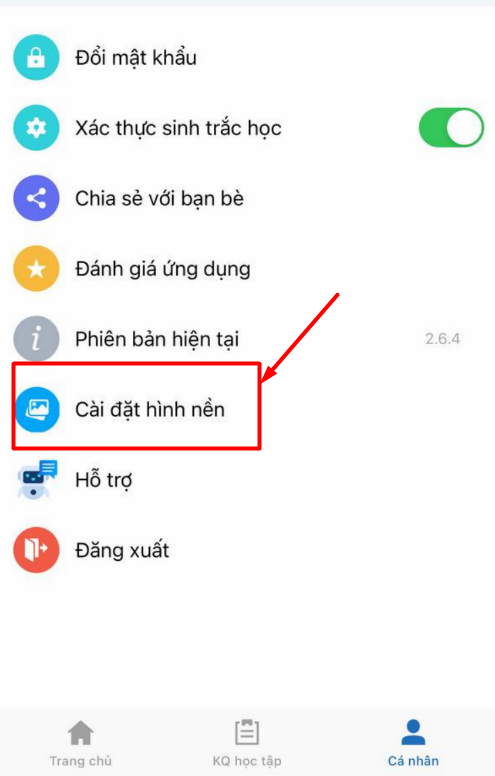 Đổi mật khẩu
Xác thực sinh trắc học
Chia sẻ với bạn bè
Đánh giá ứng dụng
Phiên bản hiện tại 2.6.4
Cài đặt hình nền
Hỗ trợ
Đăng xuất
Trang chủ KQ học tập Cá nhân